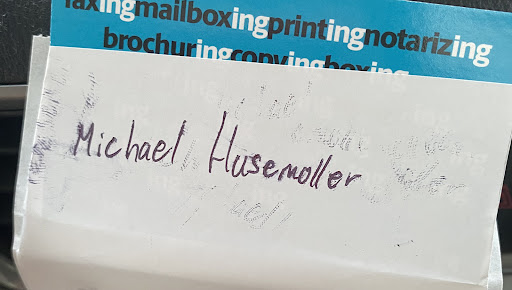 faxingmailboxingprintingnotarizing
brochuringcopyingboxing
Michael Husemoller